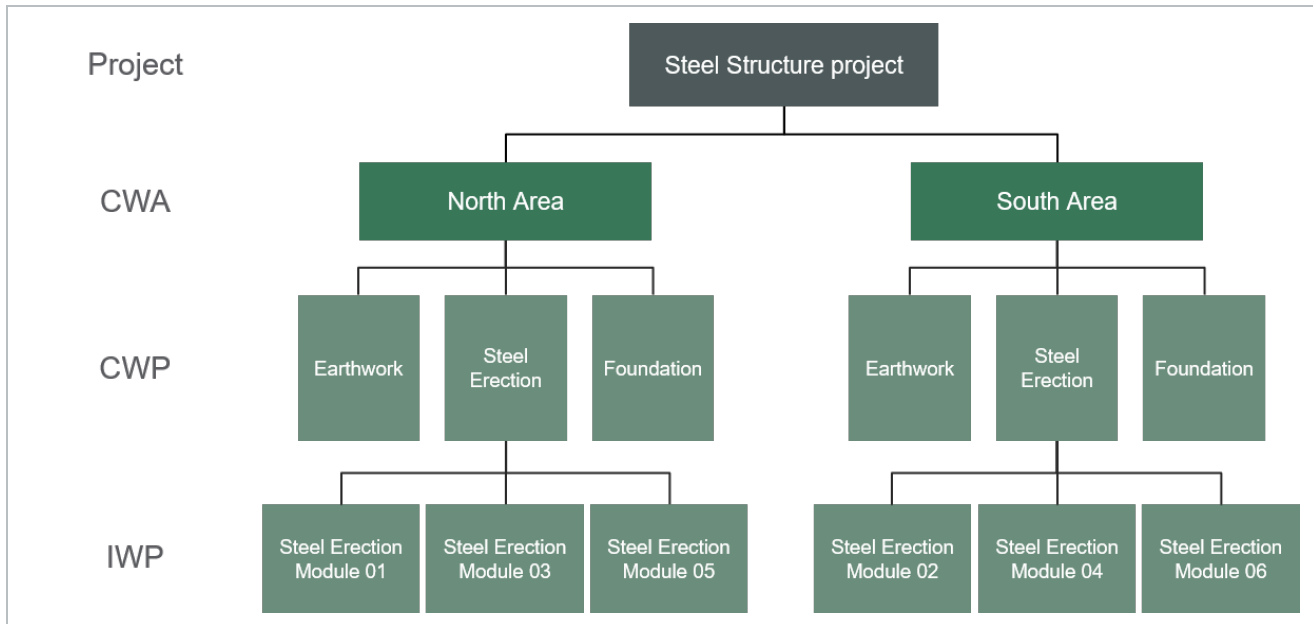 Project
Steel Structure project
CWA
North Area
South Area
CWP
Earthwork
Steel
Erection
Foundation
Earthwork
Steel
Erection
Foundation
IWP
Steel Erection
Module 01
Steel Erection
Module 03
Steel Erection
Module 05
Steel Erection
Module 02
Steel Erection
Module 04
Steel Erection
Module 06